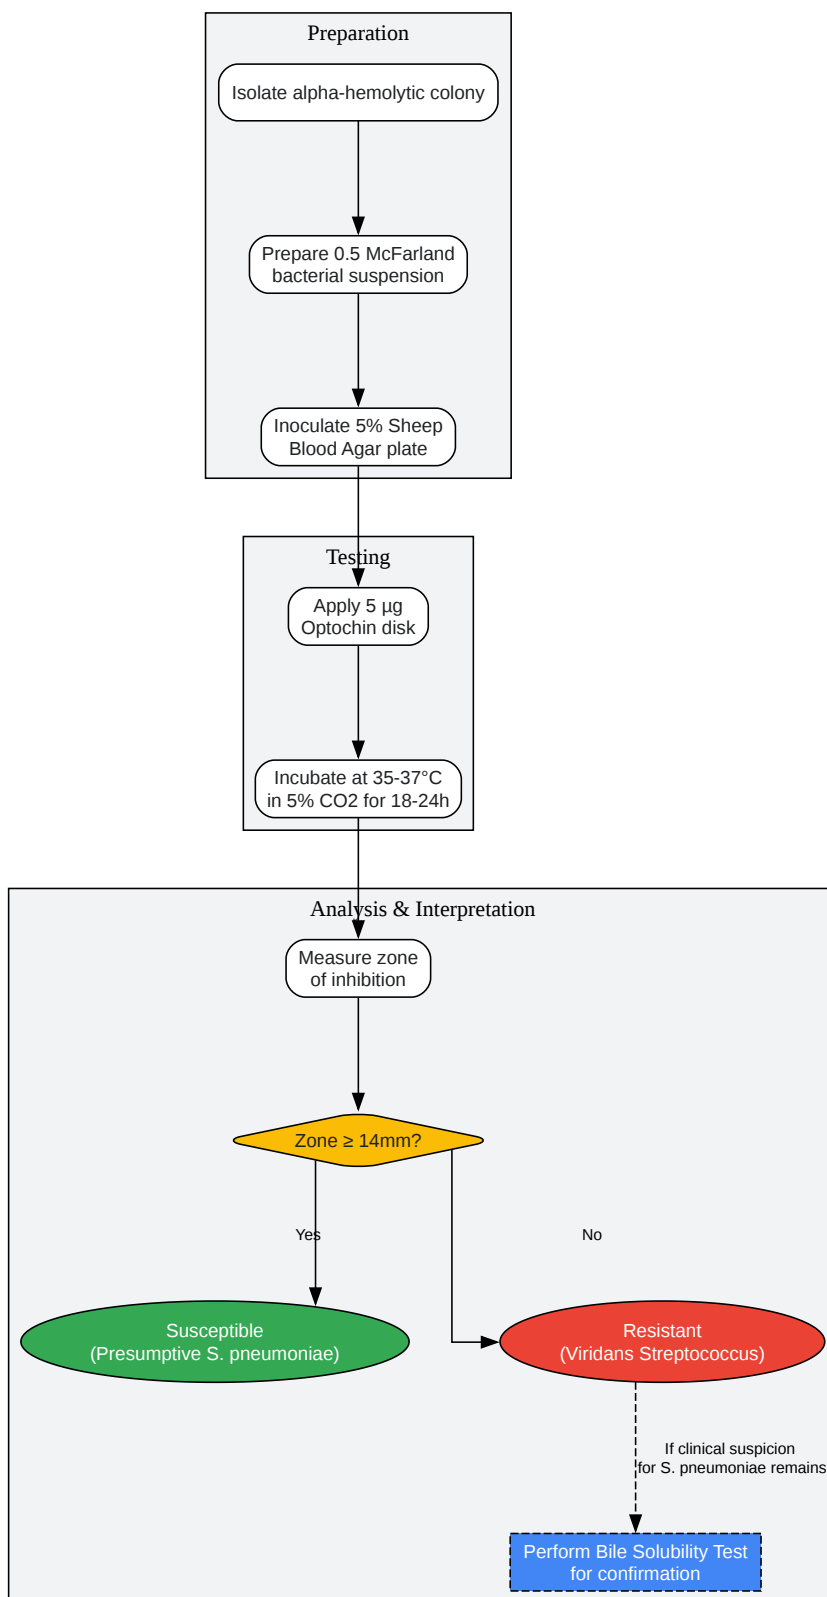 Preparation
Isolate alpha-hemolytic colony
Prepare 0.5 McFarland
bacterial suspension
Inoculate 5% Sheep
Blood Agar plate
Testing
Apply 5 µg
Optochin disk
Incubate at 35-37°C
in 5% CO2 for 18-24h
Analysis & Interpretation
Measure zone
of inhibition
Zone ≥ 14mm?
Yes
No
Susceptible
(Presumptive S. pneumoniae)
Resistant
(Viridans Streptococcus)
If clinical suspicion
for S. pneumoniae remains
Perform Bile Solubility Test
for confirmation